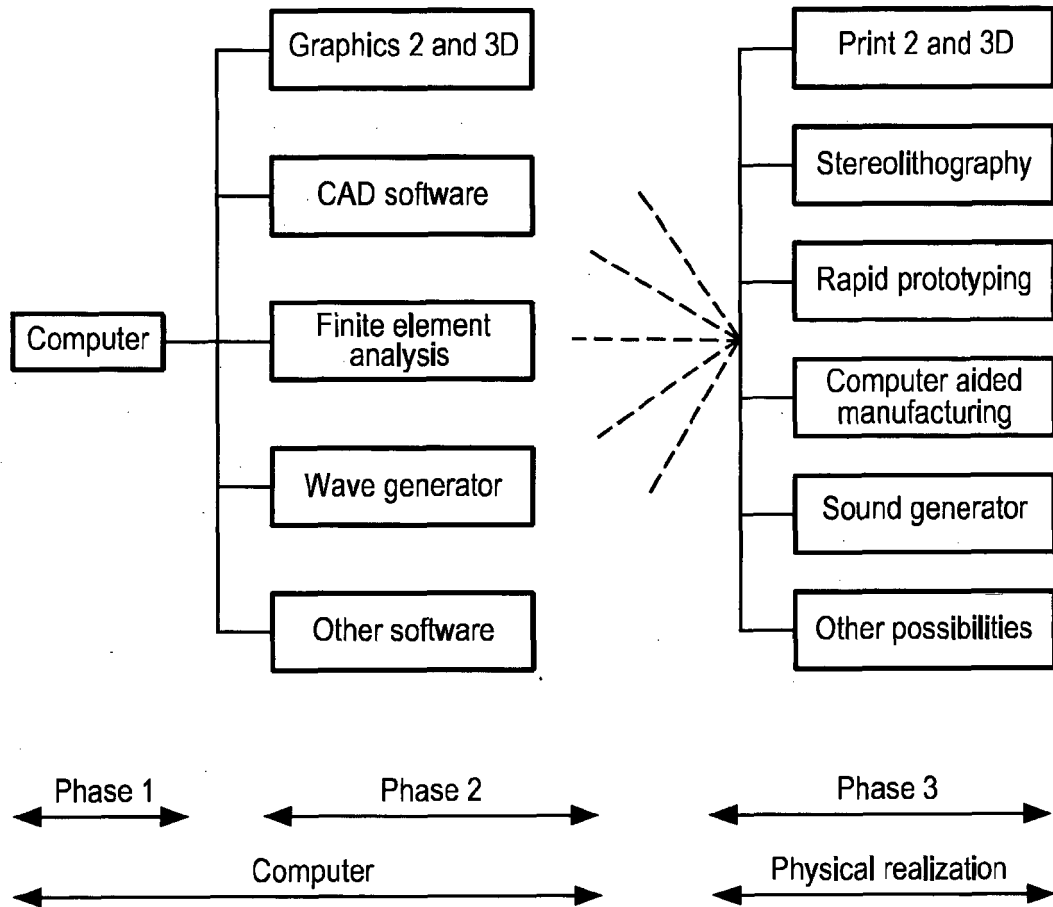 Graphics 2 and 3D
CAD software
Computer
Finite element
analysis
Wave generator
Other software
Print 2 and 3D
Stereolithography
Rapid prototyping
Computer aided
manufacturing
Sound generator
Other possibilities
Phase 1
Phase 2
Phase 3
Computer
Physical realization